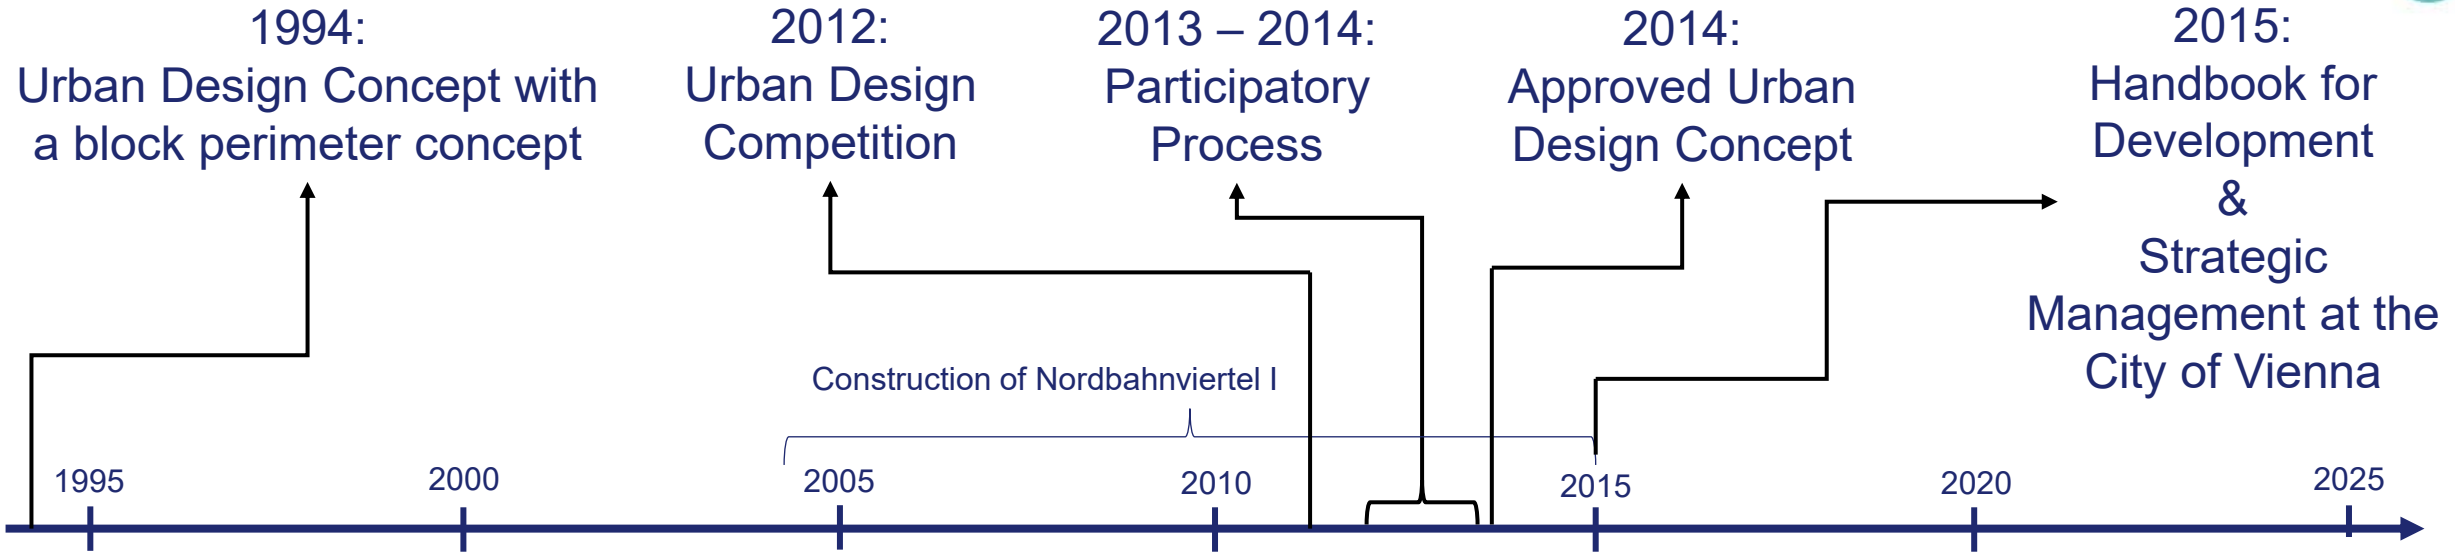 1994:
Urban Design Concept with
a block perimeter concept
2012:
Urban Design
Competition
2013 – 2014:
Participatory
Process
2014:
Approved Urban
Design Concept
2015:
Handbook for
Development
&
Strategic
Management at the
City of Vienna
Construction of Nordbahnviertel I
1995
2000
2005
2010
2015
2020
2025